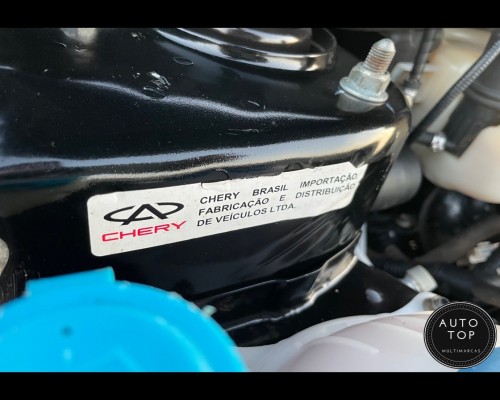 CHERY
CHERY BRASIL IMPORTAÇÃO
FABRICAÇÃO E DISTRIBUIÇÃO
DE VEÍCULOS LTDA.
AUTO
TOP
MULTIMARCAS